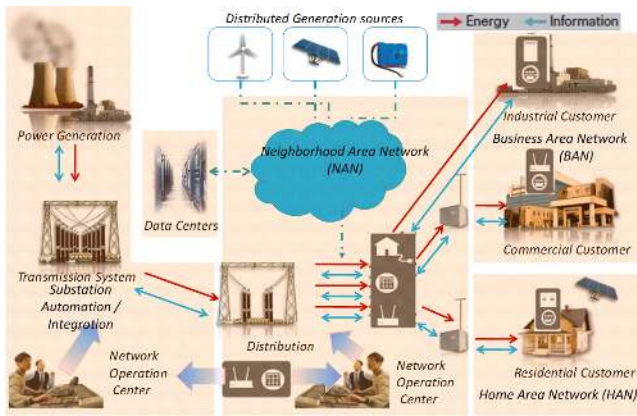 Distributed Generation sources
Energy
Information
Power Generation
Industrial Customer
Business Area Network
(BAN)
Neighborhood Area Network
(NAN)
Data Centers
Commercial Customer
Transmission System
Substation
Automation /
Integration
Distribution
Network
Operation
Center
Network
Operation
Center
Residential Customer
Home Area Network (HAN)